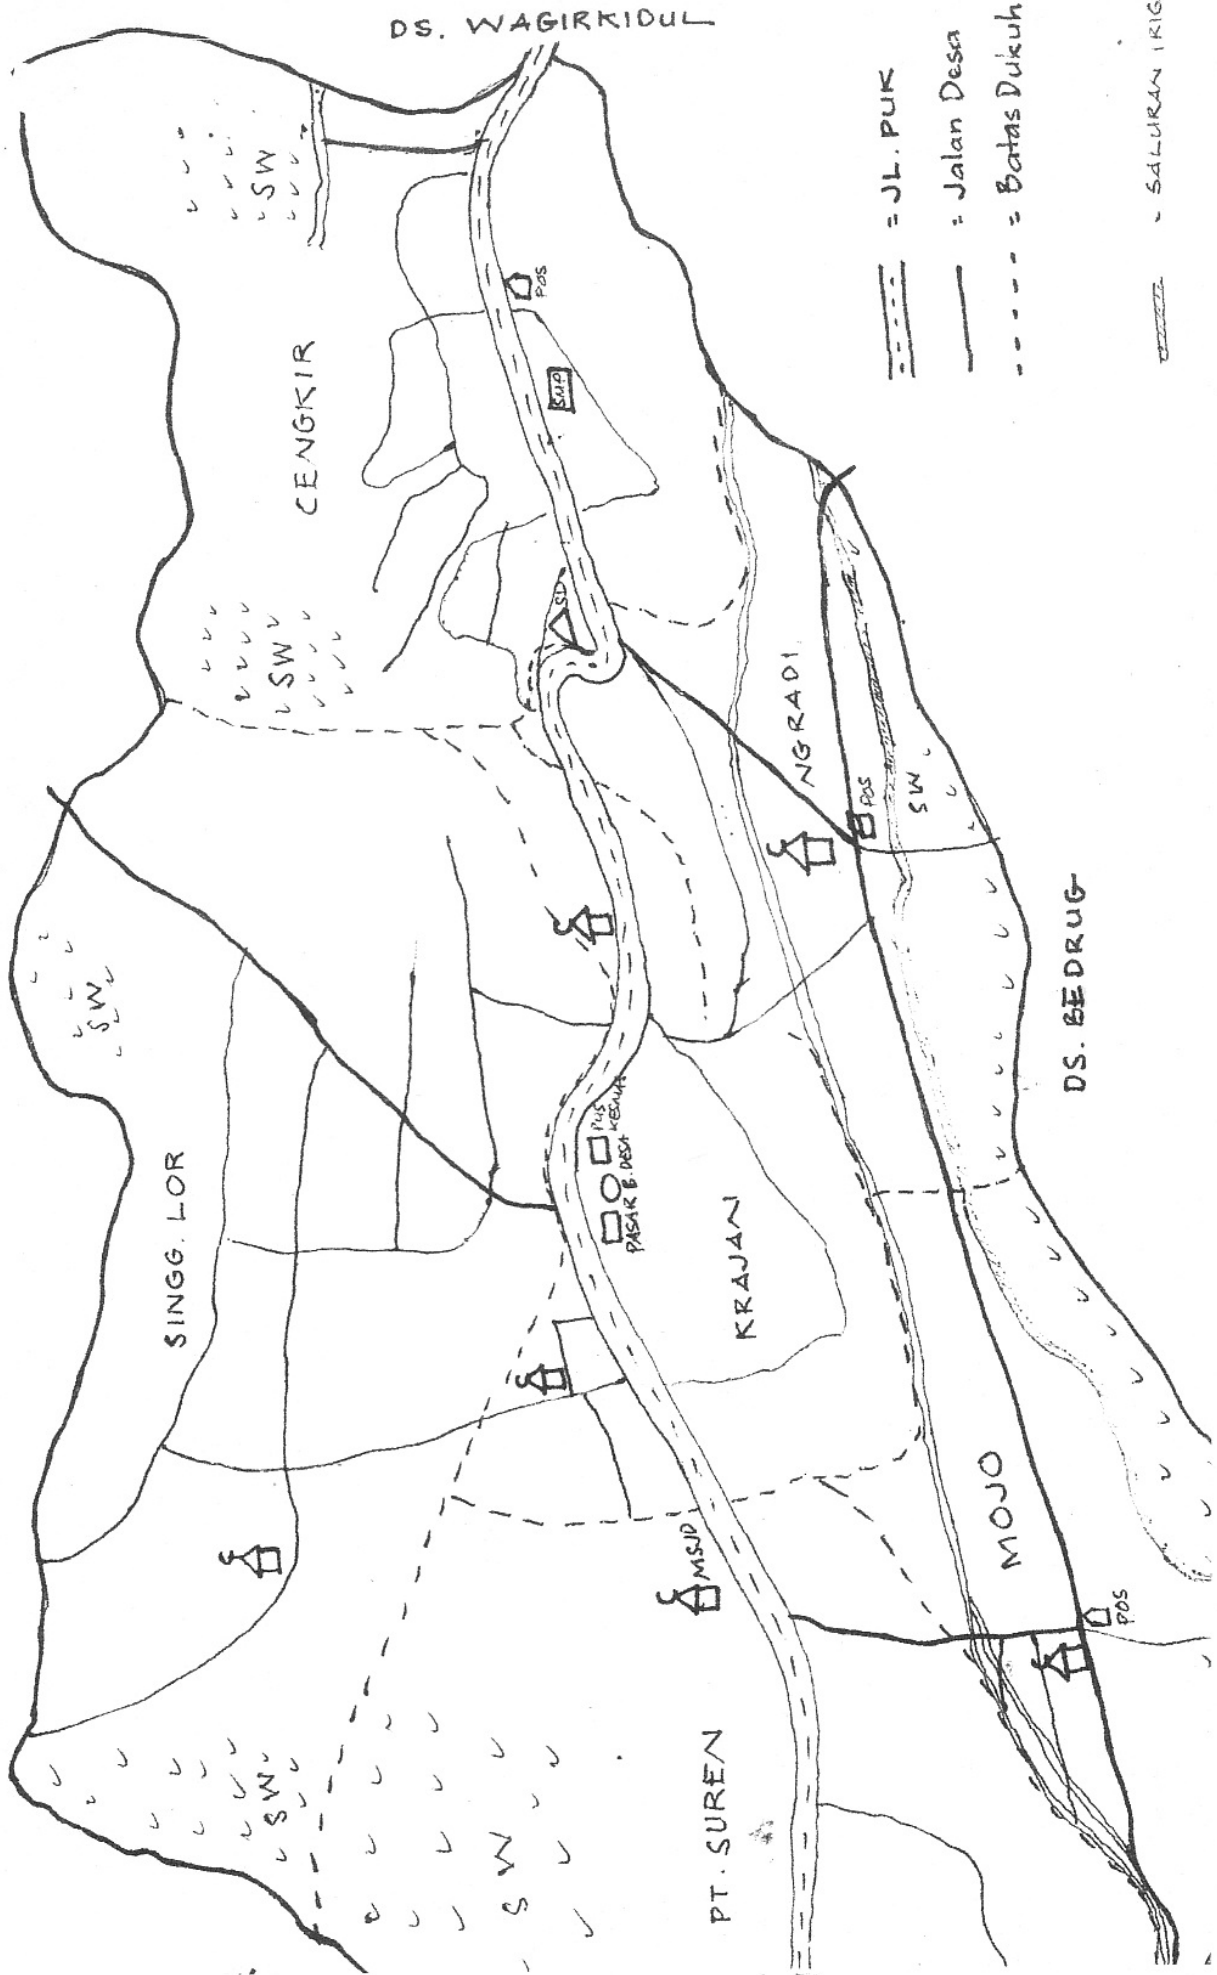 DS. WAGIRKIDUL
SW
CENGKIR
POS
SMP
SD
SW
NGRADI
POS
SW
SW
SINGG. LOR
PUS
KESMAS
PASAR B. DESA
KRAJAN
DS. BEDRUG
MSJD
MOJO
POS
SW
SW
PT. SUREN
= JL. PUK
= Jalan Desa
= Batas Dukuh
SALURAN IRIG